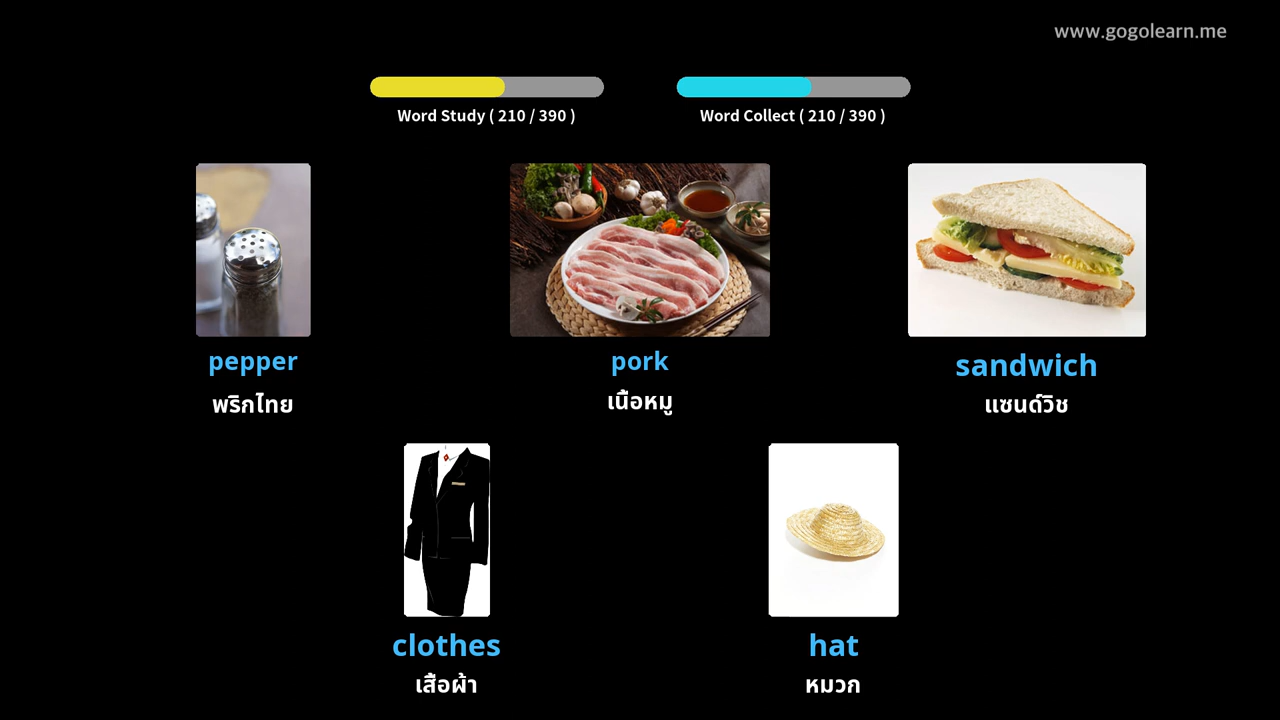 www.gogolearn.me
Word Study ( 210 / 390 )
Word Collect ( 210 / 390 )
pepper
พริกไทย
pork
เนื้อหมู
sandwich
แซนด์วิช
clothes
เสื้อผ้า
hat
หมวก